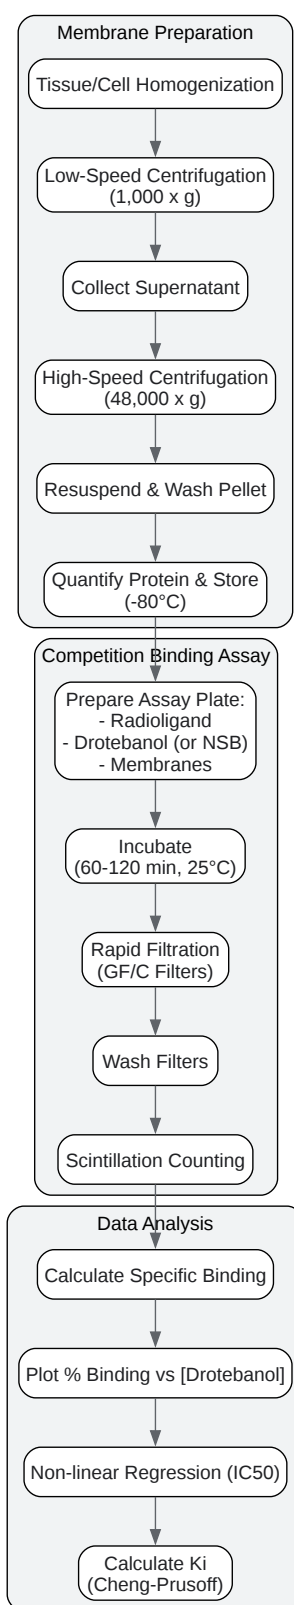 Membrane Preparation
Tissue/Cell Homogenization
Low-Speed Centrifugation
(1,000 x g)
Collect Supernatant
High-Speed Centrifugation
(48,000 x g)
Resuspend & Wash Pellet
Quantify Protein & Store
(-80°C)
Competition Binding Assay
Prepare Assay Plate:
- Radioligand
- Drotebanol (or NSB)
- Membranes
Incubate
(60-120 min, 25°C)
Rapid Filtration
(GF/C Filters)
Wash Filters
Scintillation Counting
Data Analysis
Calculate Specific Binding
Plot % Binding vs [Drotebanol]
Non-linear Regression (IC50)
Calculate Ki
(Cheng-Prusoff)